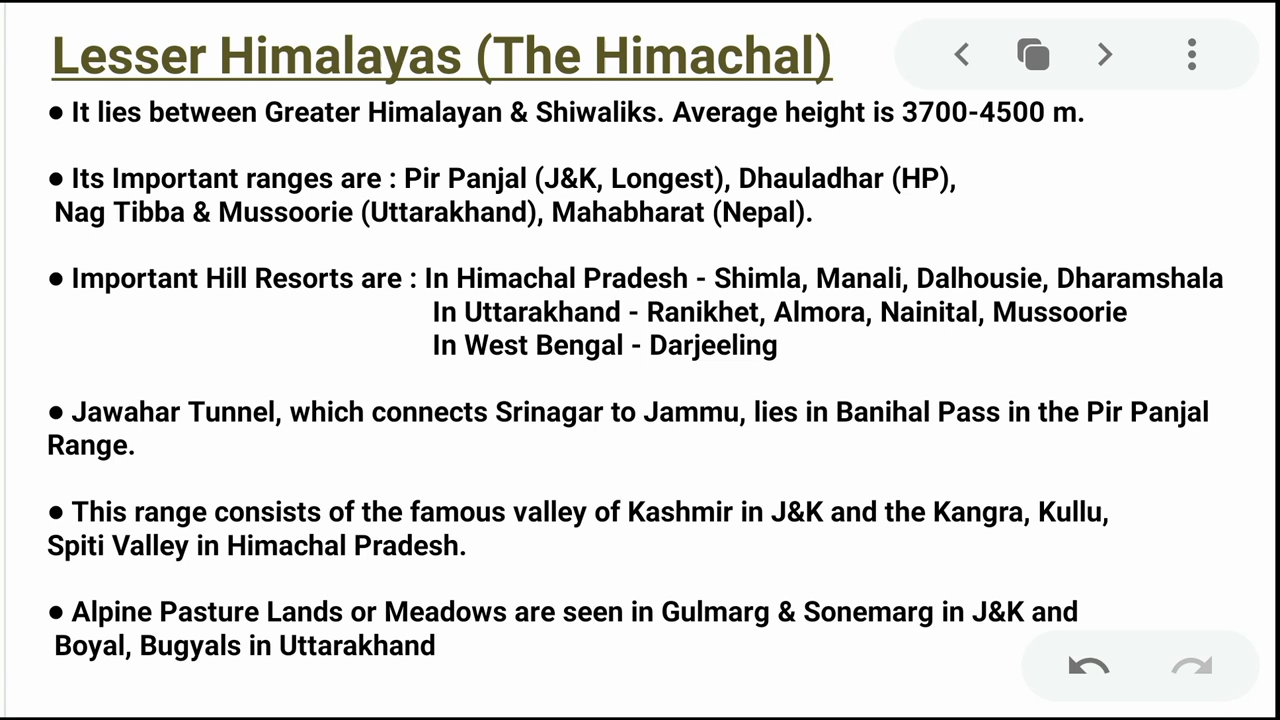 Lesser Himalayas (The Himachal)
● It lies between Greater Himalayan & Shiwaliks. Average height is 3700-4500 m.
● Its Important ranges are : Pir Panjal (J&K, Longest), Dhauladhar (HP),
Nag Tibba & Mussoorie (Uttarakhand), Mahabharat (Nepal).
● Important Hill Resorts are : In Himachal Pradesh - Shimla, Manali, Dalhousie, Dharamshala
In Uttarakhand - Ranikhet, Almora, Nainital, Mussoorie
In West Bengal - Darjeeling
● Jawahar Tunnel, which connects Srinagar to Jammu, lies in Banihal Pass in the Pir Panjal
Range.
● This range consists of the famous valley of Kashmir in J&K and the Kangra, Kullu,
Spiti Valley in Himachal Pradesh.
● Alpine Pasture Lands or Meadows are seen in Gulmarg & Sonemarg in J&K and
Boyal, Bugyals in Uttarakhand